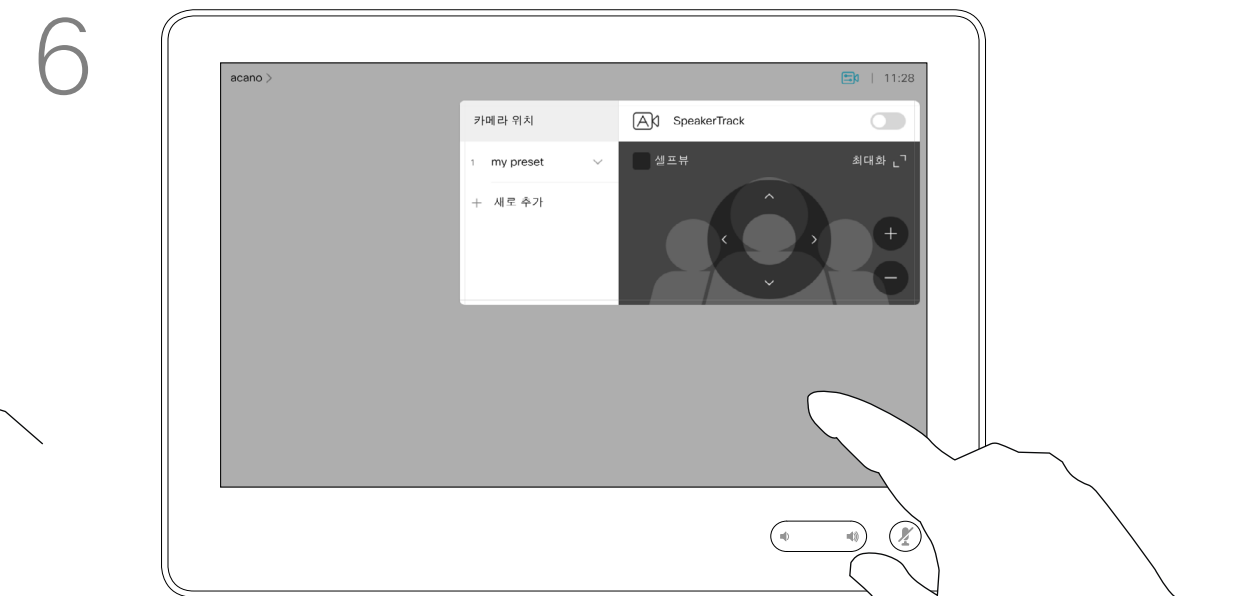 6
acano >
11:28
카메라 위치
SpeakerTrack
1 my preset
셀프뷰
최대화
+ 새로 추가